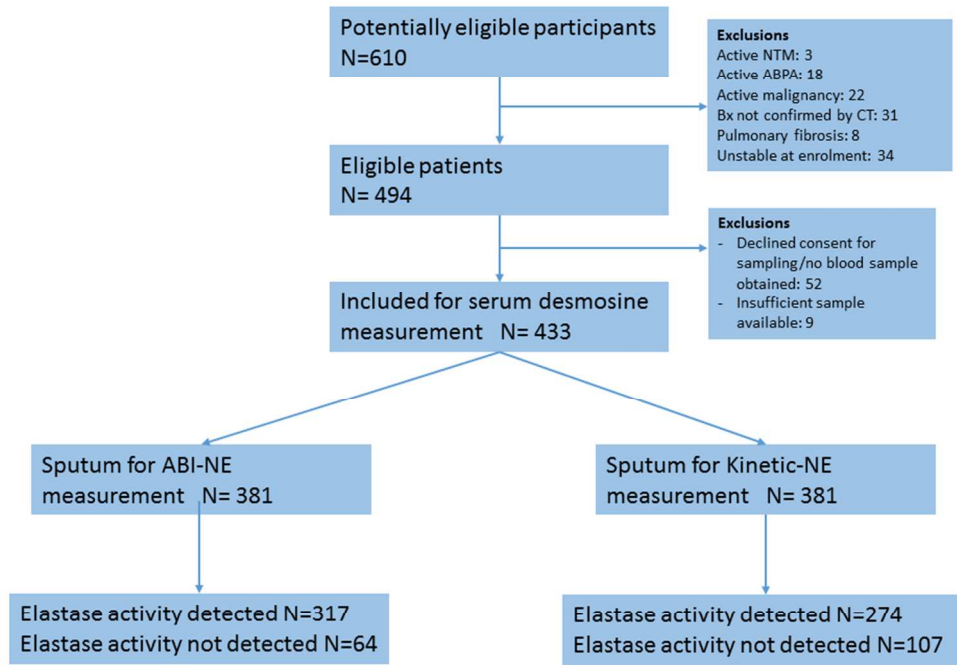 Potentially eligible participants
N=610
Exclusions
Active NTM: 3
Active ABPA: 18
Active malignancy: 22
Bx not confirmed by CT: 31
Pulmonary fibrosis: 8
Unstable at enrolment: 34
Eligible patients
N= 494
Exclusions
- Declined consent for
sampling/no blood sample
obtained: 52
- Insufficient sample
available: 9
Included for serum desmosine
measurement N= 433
Sputum for ABI-NE
measurement N= 381
Sputum for Kinetic-NE
measurement N= 381
Elastase activity detected N=317
Elastase activity not detected N=64
Elastase activity detected N=274
Elastase activity not detected N=107